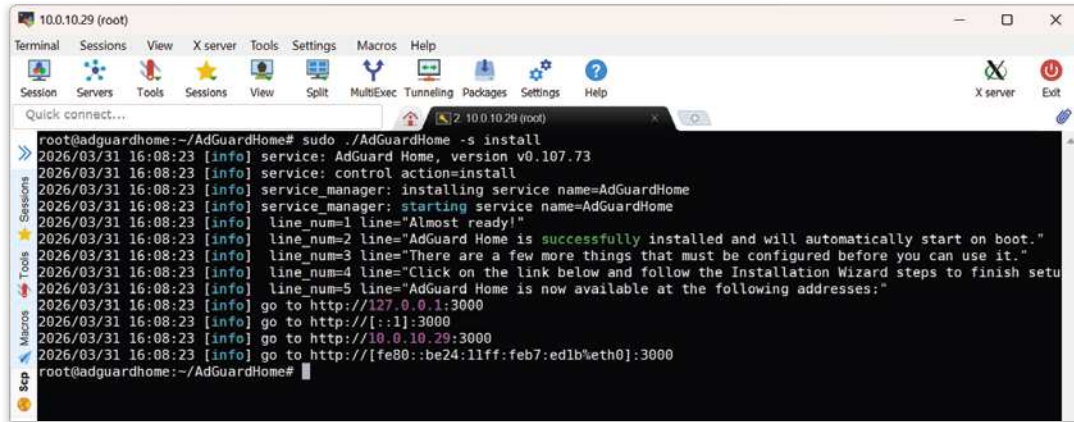 10.0.10.29 (root)
Terminal Sessions View X server Tools Settings Macros Help
Session Servers Tools Sessions View Split MultiExec Tunneling Packages Settings Help X server Exit
Quick connect...
2. 10.0.10.29 (root)
root@adguardhome:~/AdGuardHome# sudo ./AdGuardHome -s install
2026/03/31 16:08:23 [info] service: AdGuard Home, version v0.107.73
2026/03/31 16:08:23 [info] service: control action=install
2026/03/31 16:08:23 [info] service_manager: installing service name=AdGuardHome
2026/03/31 16:08:23 [info] service_manager: starting service name=AdGuardHome
2026/03/31 16:08:23 [info]  line_num=1 line="Almost ready!"
2026/03/31 16:08:23 [info]  line_num=2 line="AdGuard Home is successfully installed and will automatically start on boot."
2026/03/31 16:08:23 [info]  line_num=3 line="There are a few more things that must be configured before you can use it."
2026/03/31 16:08:23 [info]  line_num=4 line="Click on the link below and follow the Installation Wizard steps to finish setu
2026/03/31 16:08:23 [info]  line_num=5 line="AdGuard Home is now available at the following addresses:"
2026/03/31 16:08:23 [info] go to http://127.0.0.1:3000
2026/03/31 16:08:23 [info] go to http://[::1]:3000
2026/03/31 16:08:23 [info] go to http://10.0.10.29:3000
2026/03/31 16:08:23 [info] go to http://[fe80::be24:11ff:feb7:ed1b%eth0]:3000
root@adguardhome:~/AdGuardHome#
Sessions
Tools
Macros
Scp